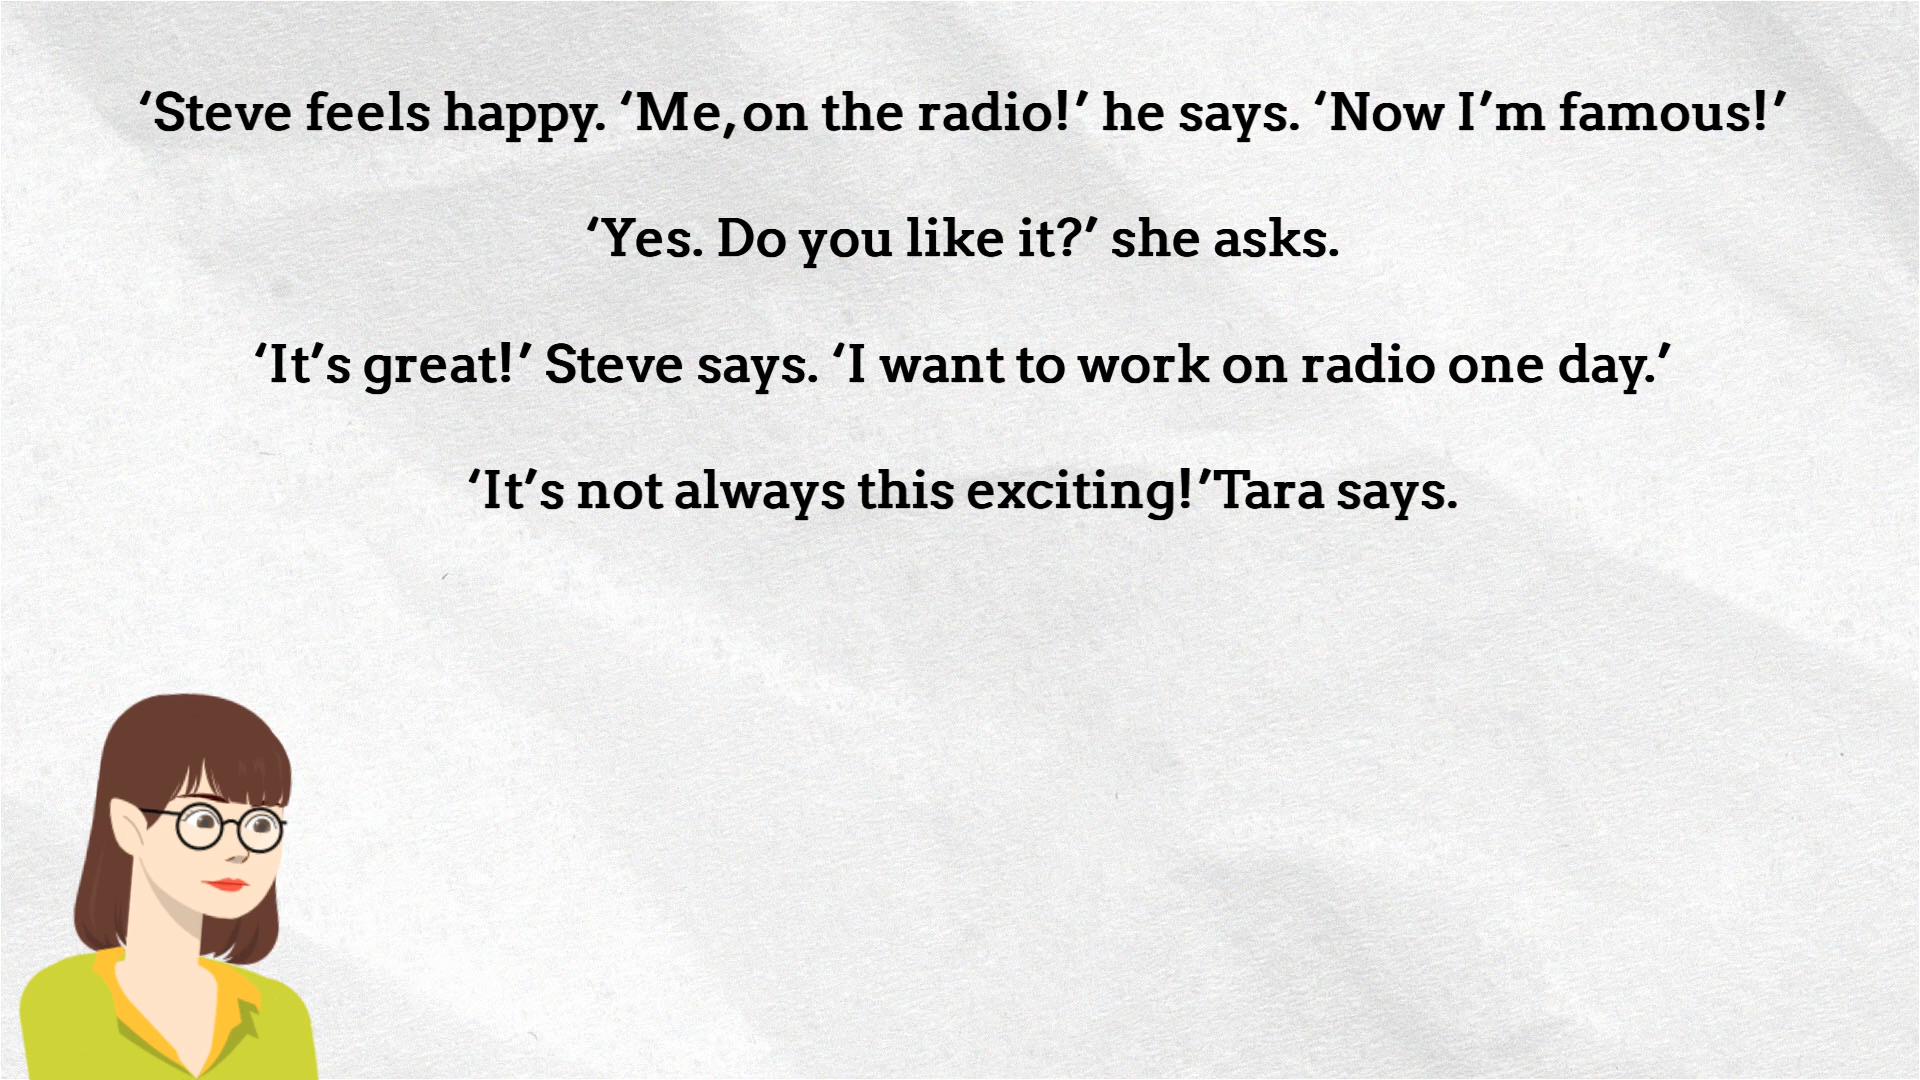 ‘Steve feels happy. ‘Me, on the radio!’ he says. ‘Now I’m famous!’
‘Yes. Do you like it?’ she asks.
‘It’s great!’ Steve says. ‘I want to work on radio one day.’
‘It’s not always this exciting!’Tara says.